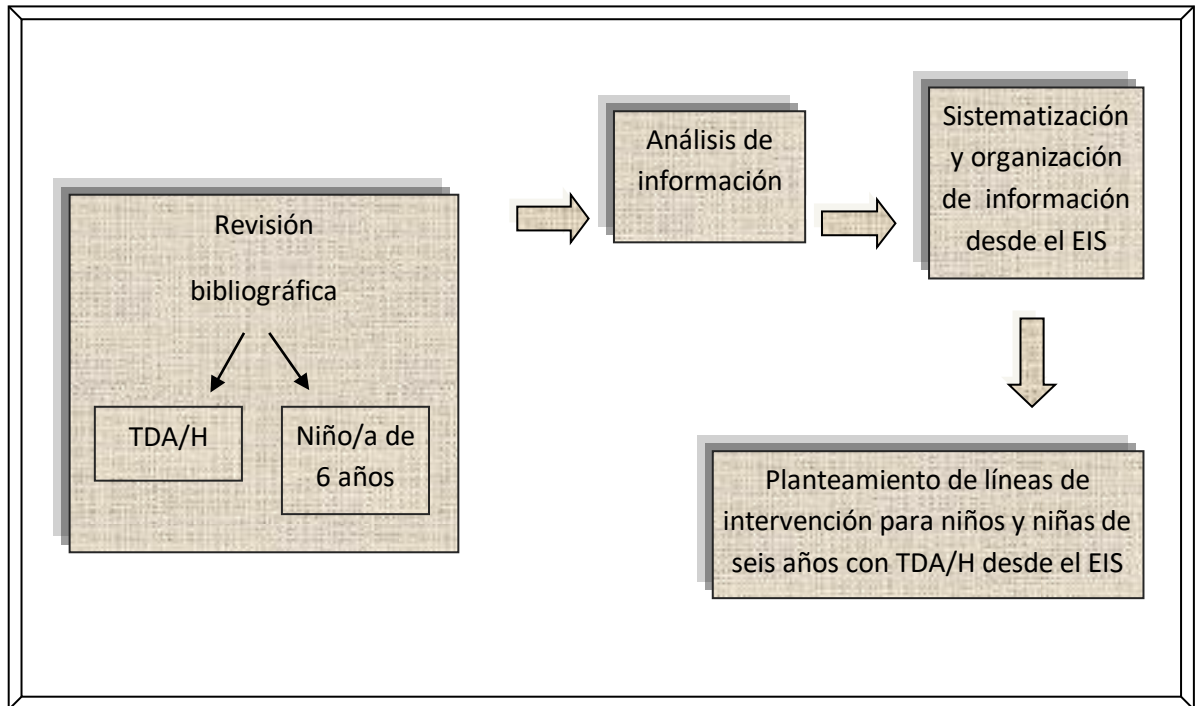 Revisión
bibliográfica
TDA/H
Niño/a de
6 años
Análisis de
información
Sistematización
y organización
de información
desde el EIS
Planteamiento de líneas de
intervención para niños y niñas de
seis años con TDA/H desde el EIS